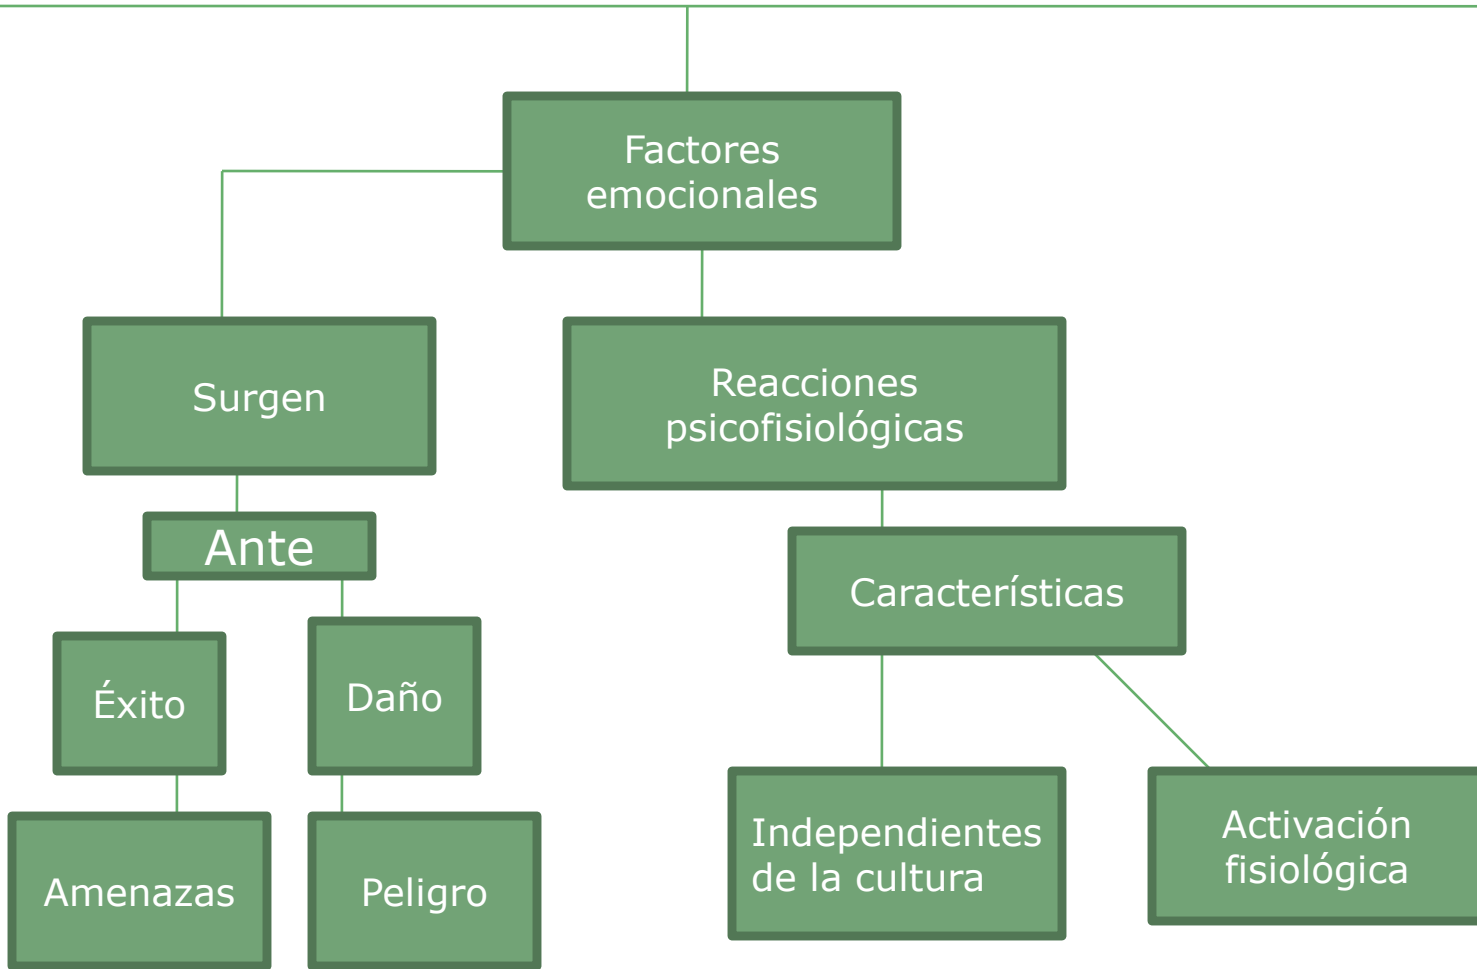 Factores
emocionales
Surgen
Reacciones
psicofisiológicas
Ante
Características
Éxito
Daño
Independientes
de la cultura
Activación
fisiológica
Amenazas
Peligro